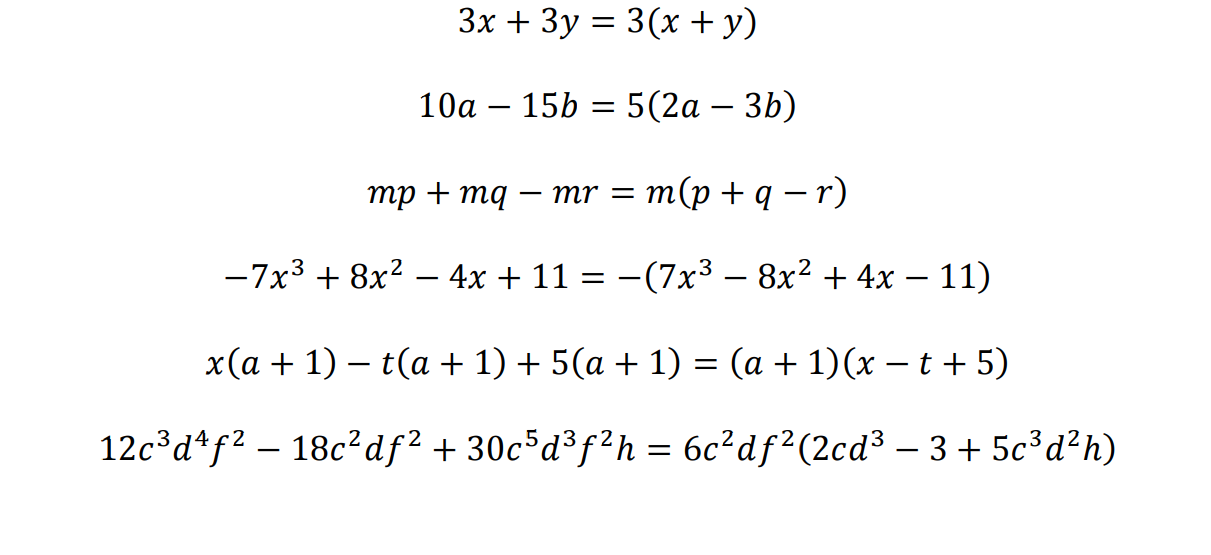 3x + 3y = 3(x + y)
10a − 15b = 5(2a − 3b)
mp + mq − mr = m(p + q − r)
−7x³ + 8x² − 4x + 11 = −(7x³ − 8x² + 4x − 11)
x(a + 1) − t(a + 1) + 5(a + 1) = (a + 1)(x − t + 5)
12c³d⁴f² − 18c²df² + 30c⁵d³f²h = 6c²df²(2cd³ − 3 + 5c³d²h)